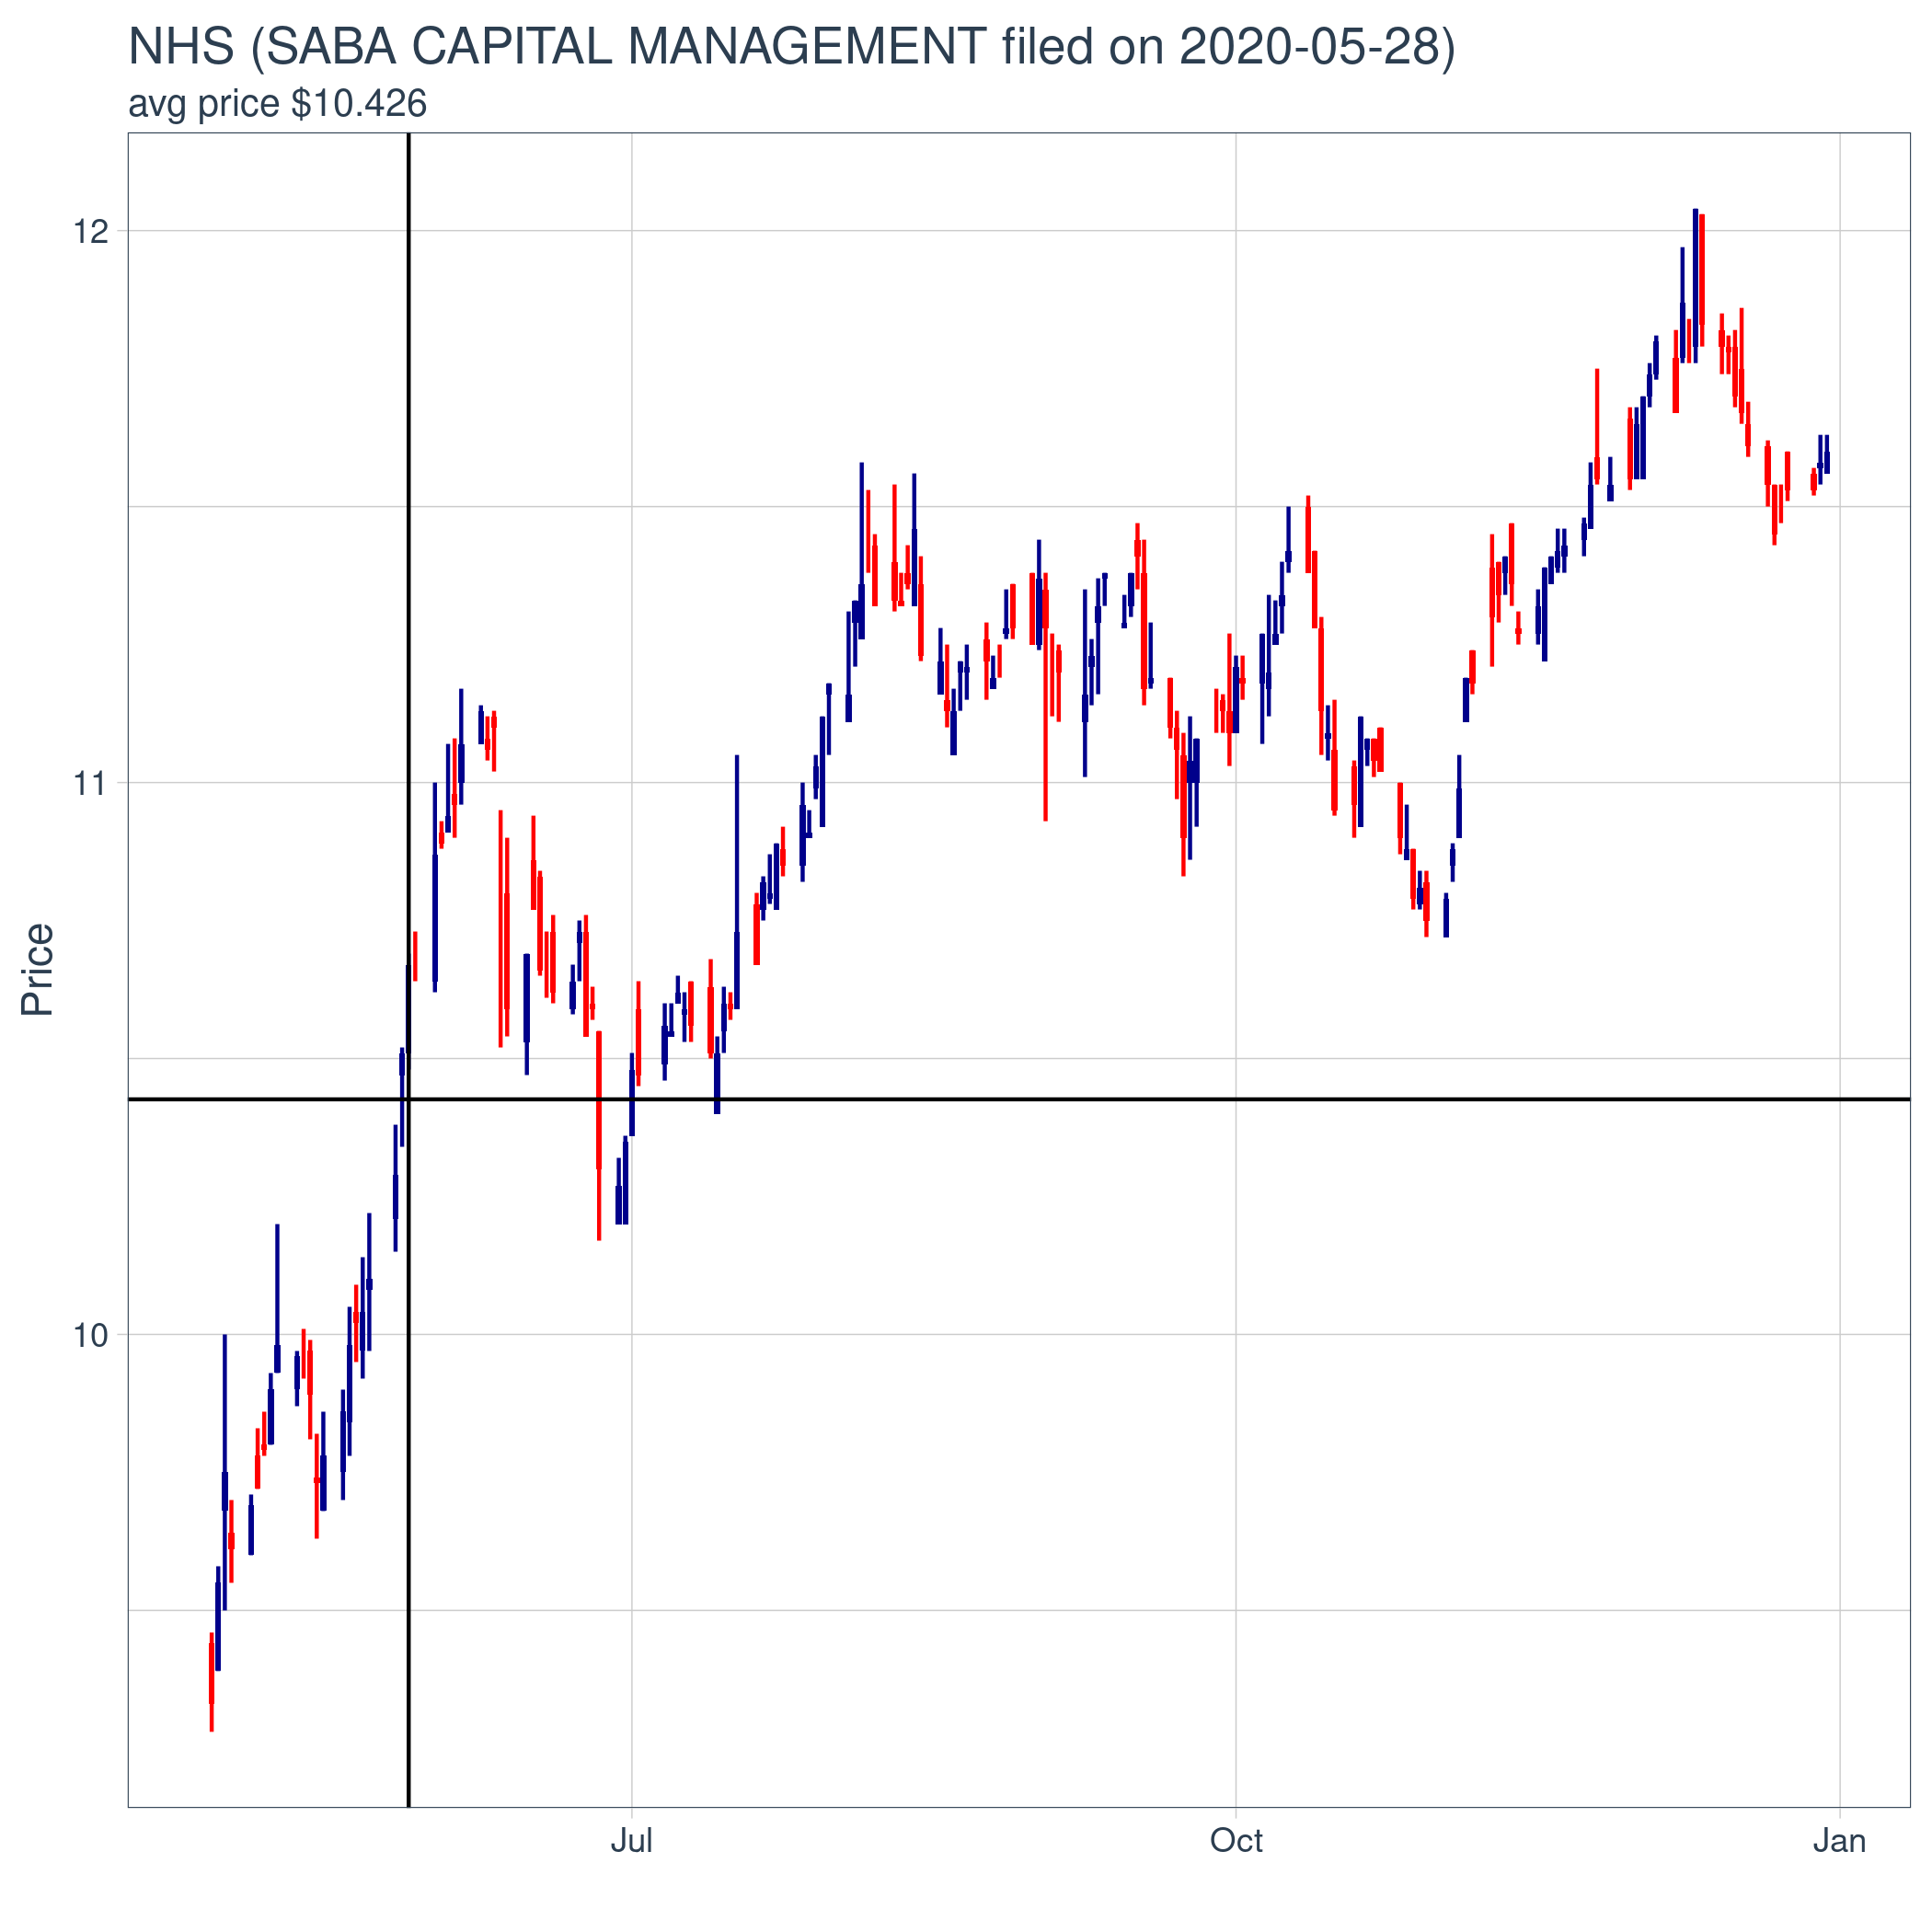 NHS (SABA CAPITAL MANAGEMENT filed on 2020-05-28)
avg price $10.426
12
11
10
Price
Jul
Oct
Jan